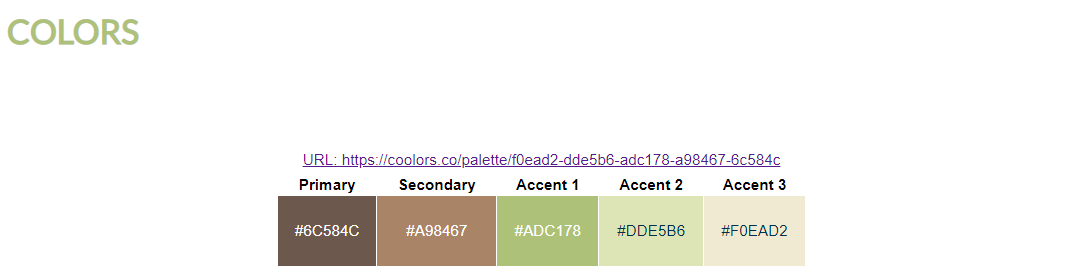 COLORS
URL: https://coolors.co/palette/f0ead2-dde5b6-adc178-a98467-6c584c
Primary Secondary Accent 1 Accent 2 Accent 3
#6C584C #A98467 #ADC178 #DDE5B6 #F0EAD2